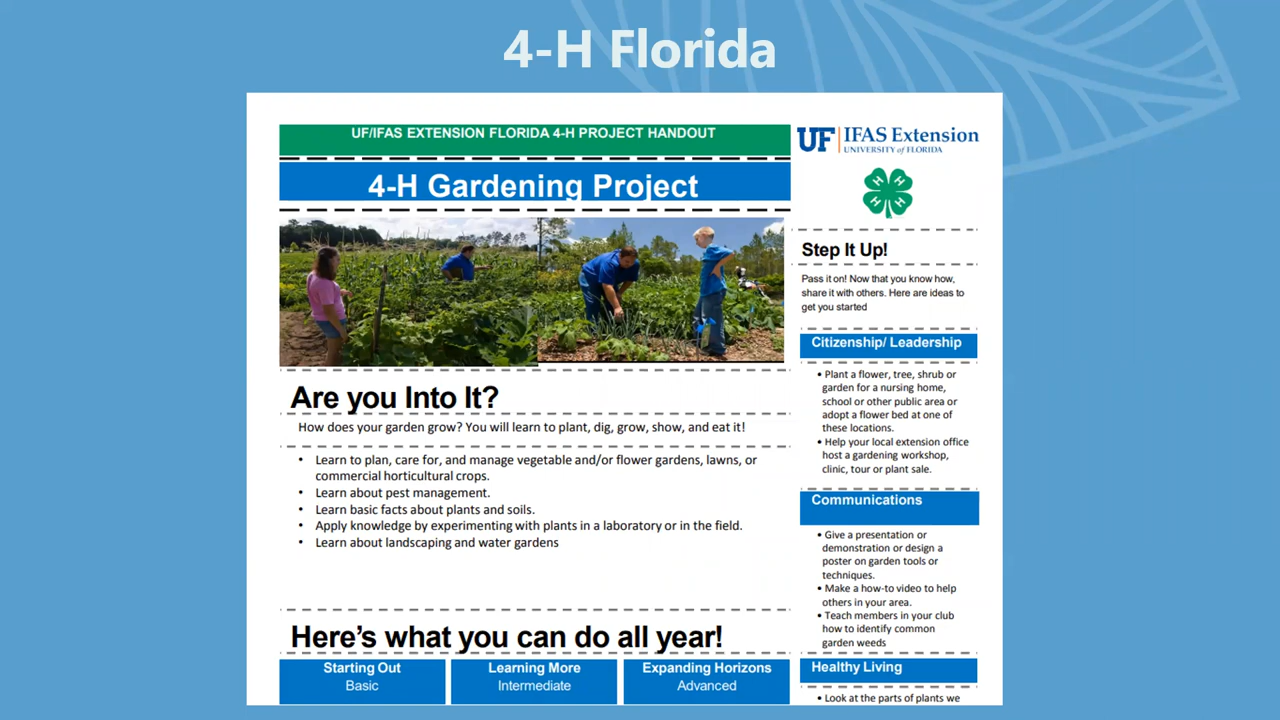 4-H Florida
UF/IFAS EXTENSION FLORIDA 4-H PROJECT HANDOUT
4-H Gardening Project
Are you Into It?
How does your garden grow? You will learn to plant, dig, grow, show, and eat it!
• Learn to plan, care for, and manage vegetable and/or flower gardens, lawns, or
commercial horticultural crops.
• Learn about pest management.
• Learn basic facts about plants and soils.
• Apply knowledge by experimenting with plants in a laboratory or in the field.
• Learn about landscaping and water gardens
Here's what you can do all year!
Starting Out
Basic
Learning More
Intermediate
Expanding Horizons
Advanced
UF IFAS Extension
UNIVERSITY of FLORIDA
H H
H H
Step It Up!
Pass it on! Now that you know how,
share it with others. Here are ideas to
get you started
Citizenship/ Leadership
• Plant a flower, tree, shrub or
garden for a nursing home,
school or other public area or
adopt a flower bed at one of
these locations.
• Help your local extension office
host a gardening workshop,
clinic, tour or plant sale.
Communications
• Give a presentation or
demonstration or design a
poster on garden tools or
techniques.
• Make a how-to video to help
others in your area.
• Teach members in your club
how to identify common
garden weeds
Healthy Living
• Look at the parts of plants we